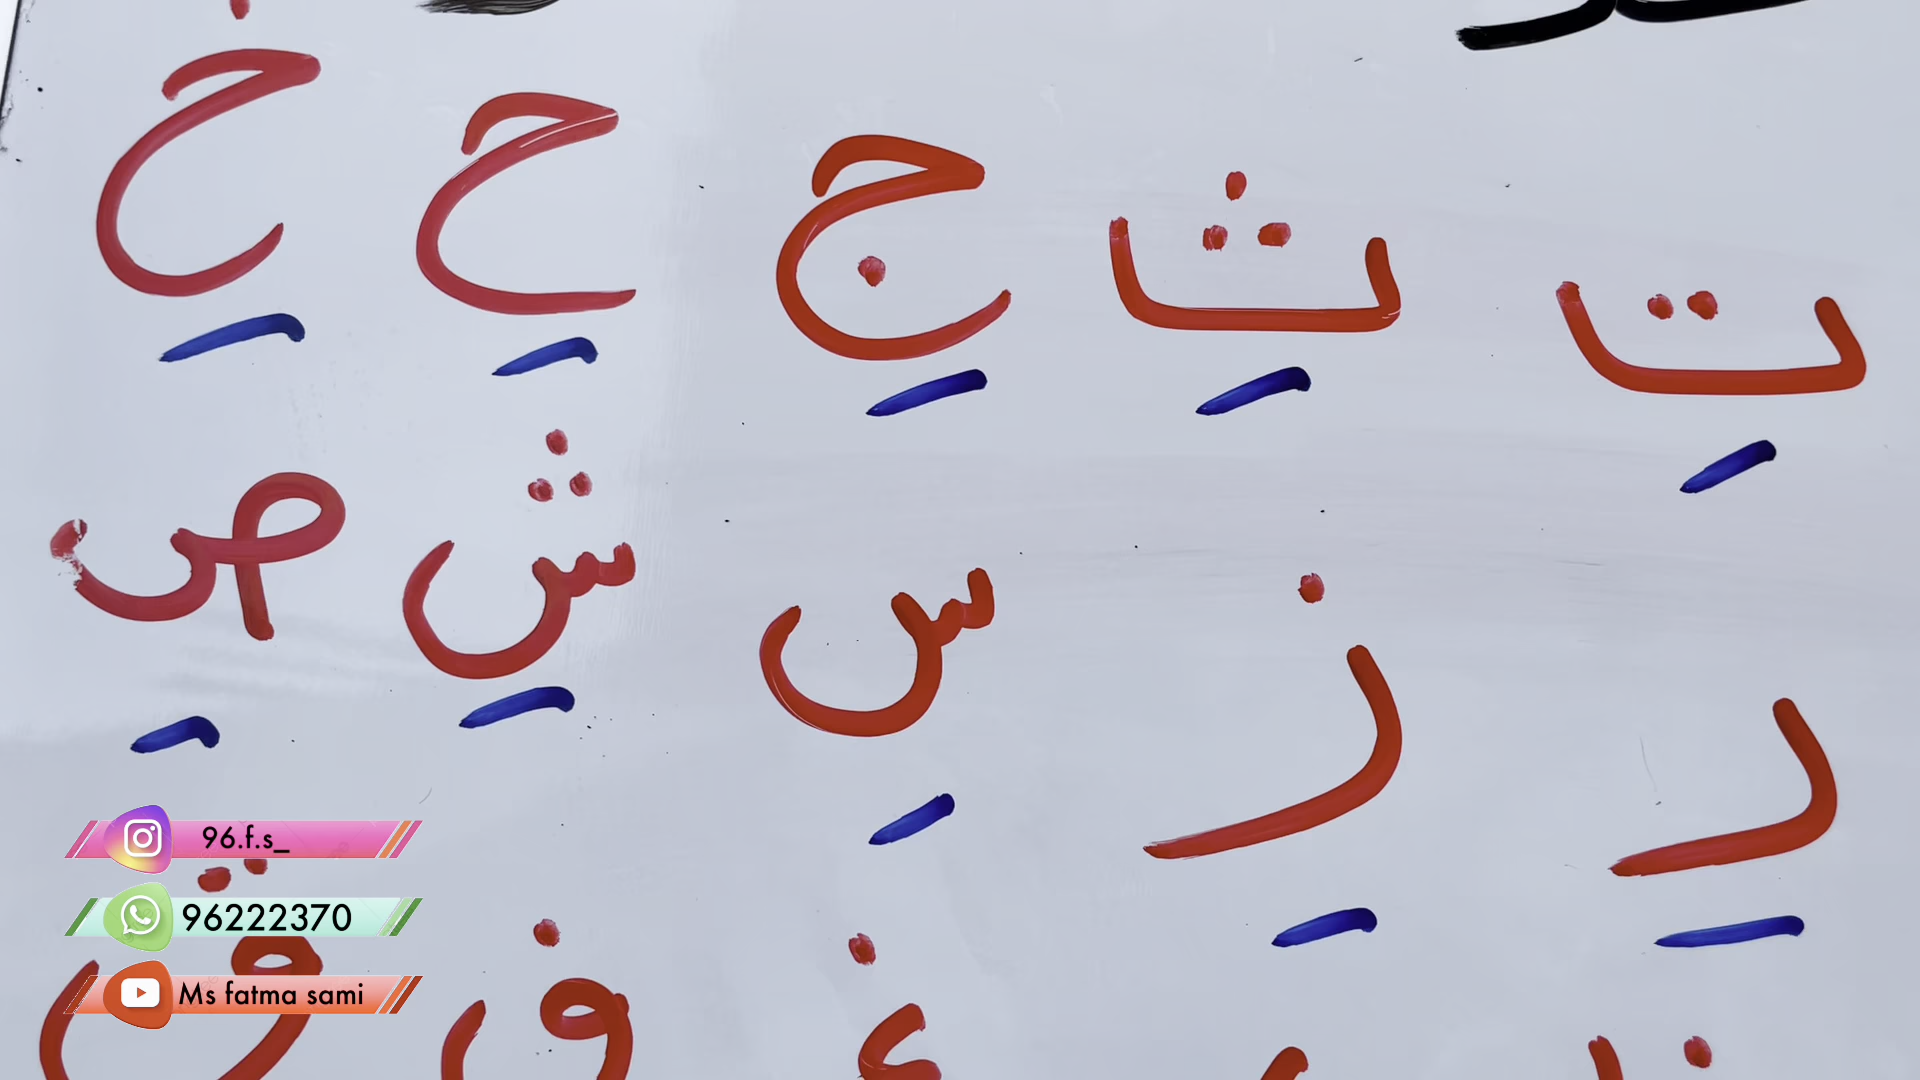 تِ ثِ جِ حِ خِ
رِ زِ سِ شِ صِ
غ ف ق
96.f.s_
96222370
Ms fatma sami